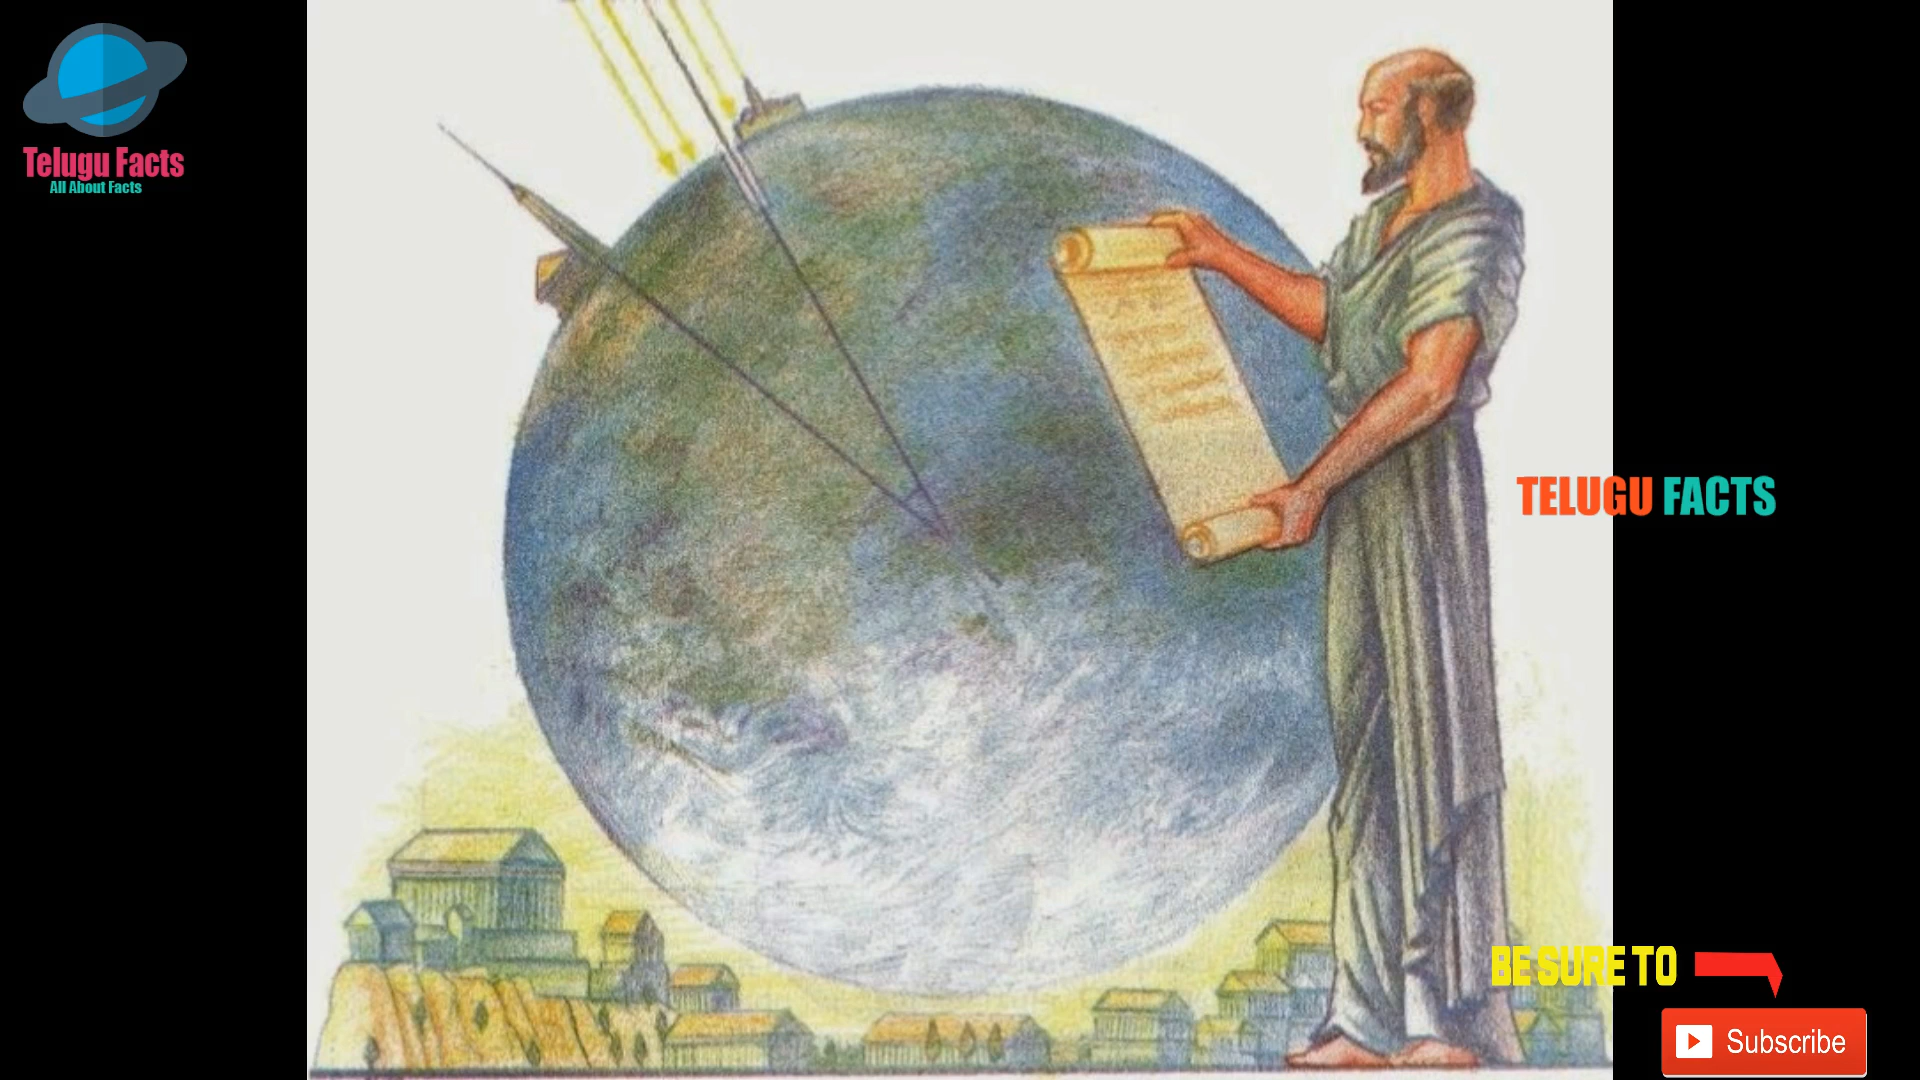 Telugu Facts
All About Facts
TELUGU FACTS
BE SURE TO
Subscribe